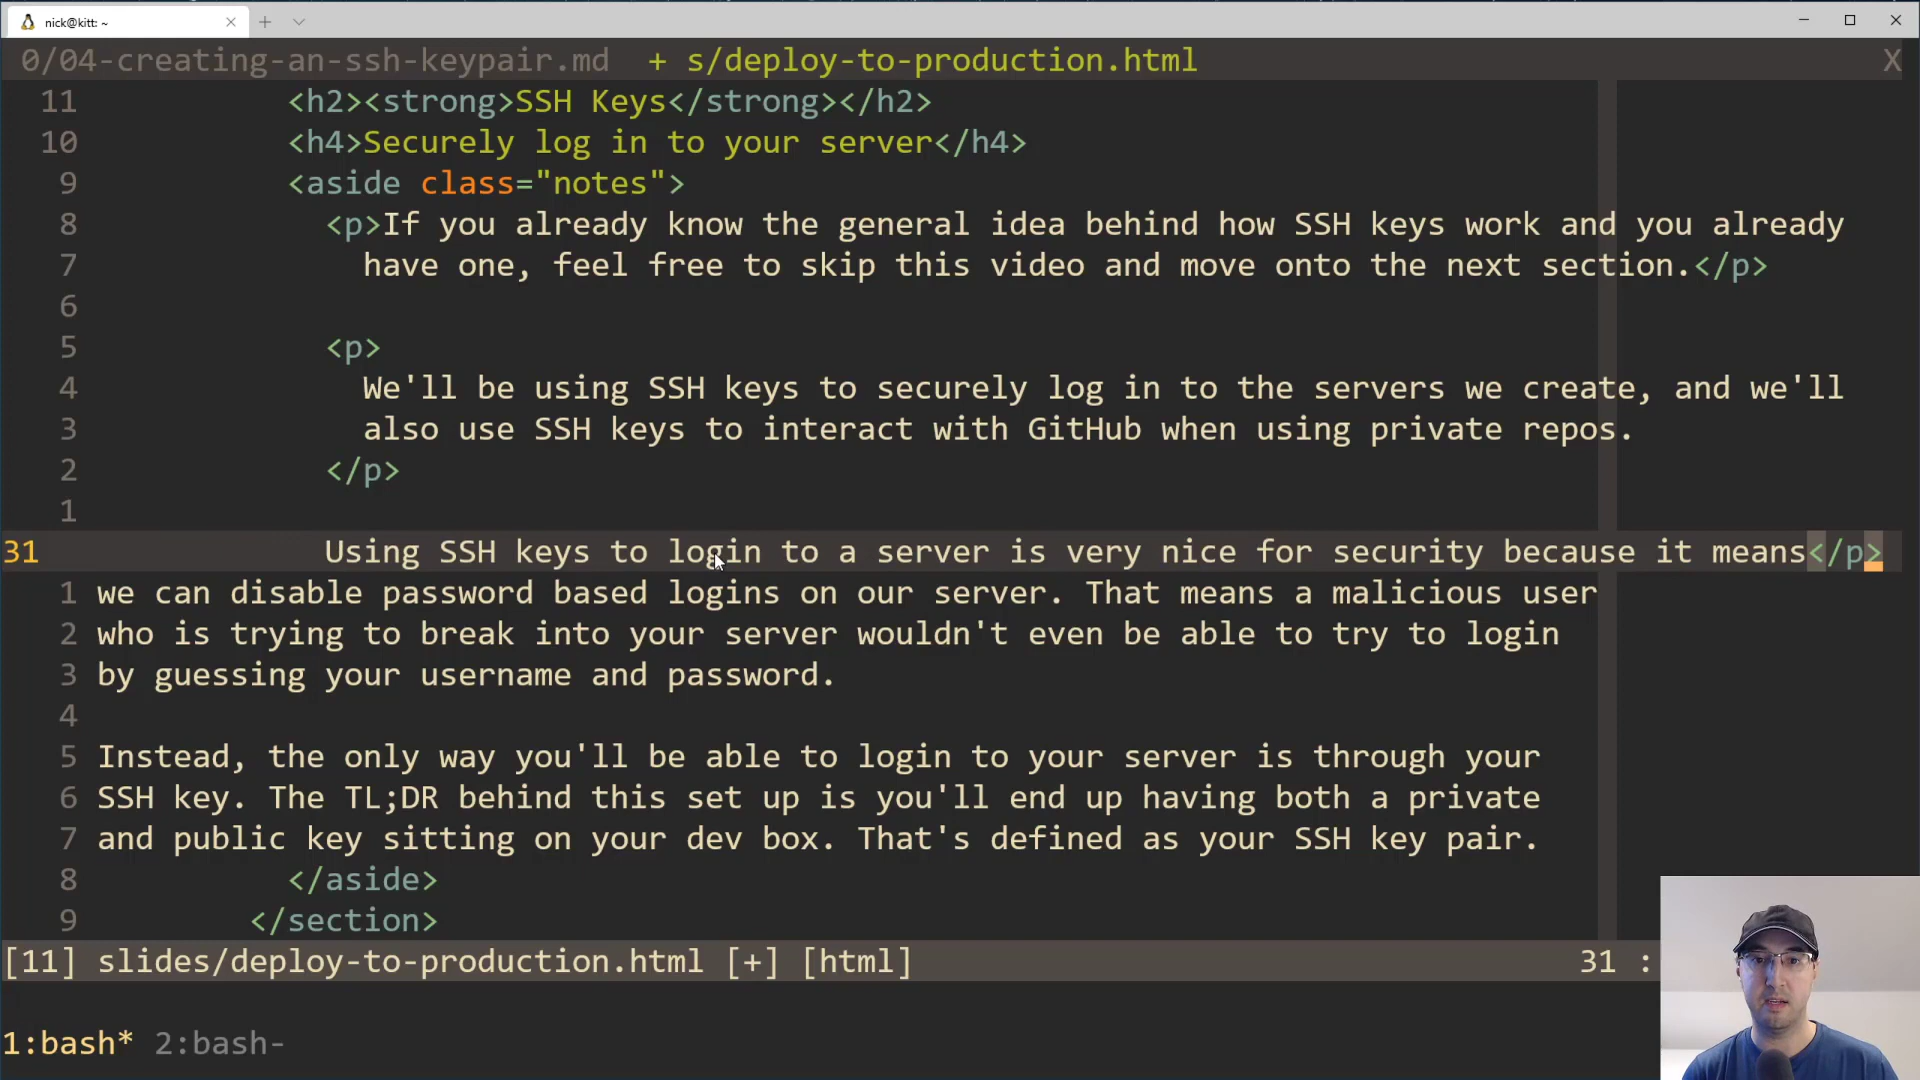 nick@kitt: ~
0/04-creating-an-ssh-keypair.md + s/deploy-to-production.html X
11 <h2><strong>SSH Keys</strong></h2>
10 <h4>Securely log in to your server</h4>
9 <aside class="notes">
8 <p>If you already know the general idea behind how SSH keys work and you already
7 have one, feel free to skip this video and move onto the next section.</p>
6
5 <p>
4 We'll be using SSH keys to securely log in to the servers we create, and we'll
3 also use SSH keys to interact with GitHub when using private repos.
2 </p>
1
31 Using SSH keys to login to a server is very nice for security because it means</p>
1 we can disable password based logins on our server. That means a malicious user
2 who is trying to break into your server wouldn't even be able to try to login
3 by guessing your username and password.
4
5 Instead, the only way you'll be able to login to your server is through your
6 SSH key. The TL;DR behind this set up is you'll end up having both a private
7 and public key sitting on your dev box. That's defined as your SSH key pair.
8 </aside>
9 </section>
[11] slides/deploy-to-production.html [+] [html] 31 :
1:bash* 2:bash-